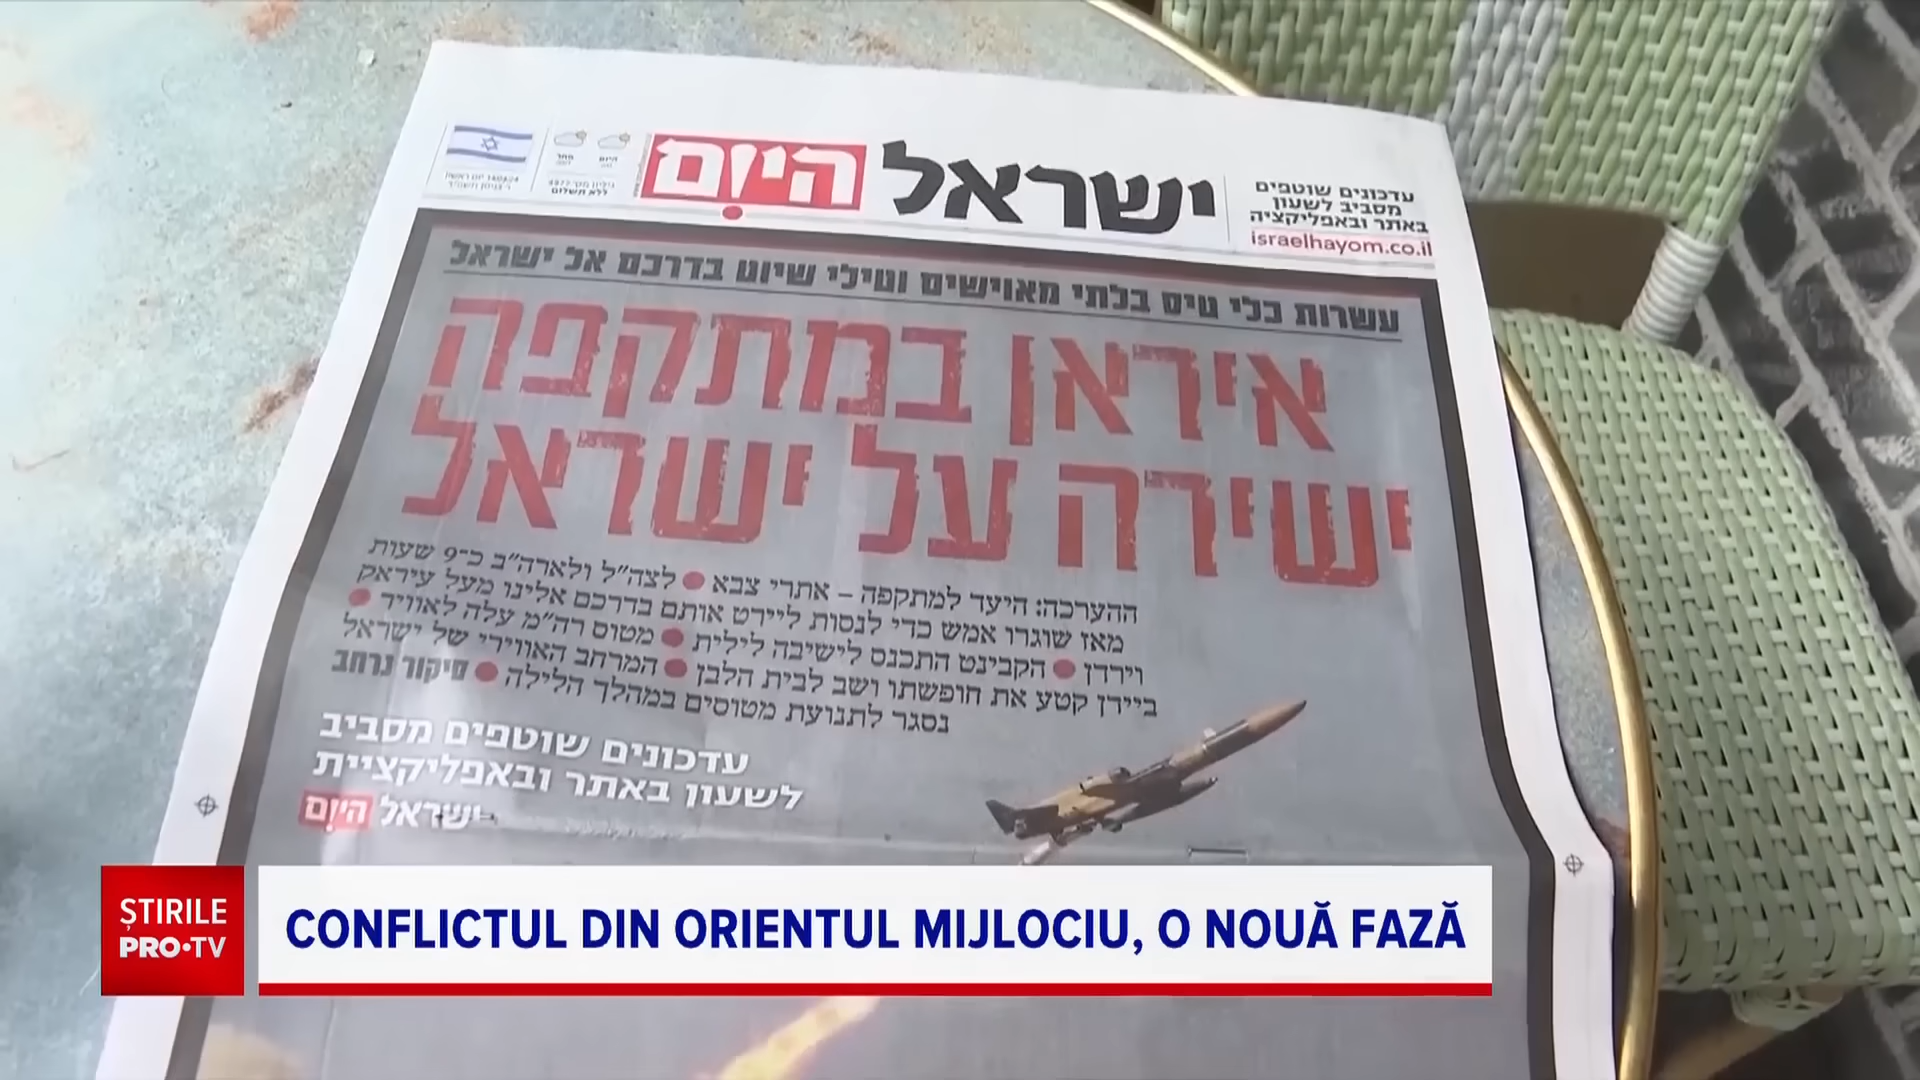 ישראל היום
עדכונים שוטפים
מסביב לשעון
באתר ובאפליקציה
israelhayom.co.il
היום
מחר
ללא תשלום
עשרות כלי טיס בלתי מאוישים וטילי שיוט בדרכם אל ישראל
איראן במתקפה
ישירה על ישראל
ההערכה: היעד למתקפה – אתרי צבא ● לצה"ל ולארה"ב כ־9 שעות
מאז שוגרו אמש כדי לנסות ליירט אותם בדרכם אלינו מעל עיראק
וירדן ● הקבינט התכנס לישיבה לילית ● מטוס רה"מ עלה לאוויר ●
ביידן קטע את חופשתו ושב לבית הלבן ● המרחב האווירי של ישראל
נסגר לתנועת מטוסים במהלך הלילה ● סיקור נרחב
עדכונים שוטפים מסביב
לשעון באתר ובאפליקציית
ישראל היום
ȘTIRILE
PRO•TV
CONFLICTUL DIN ORIENTUL MIJLOCIU, O NOUĂ FAZĂ